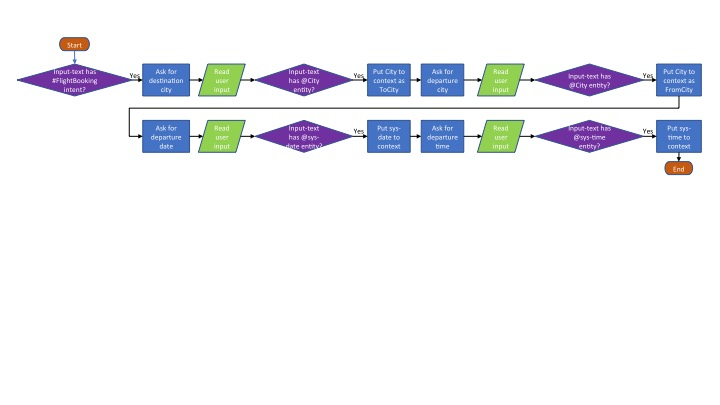 Start
Input-text has
#FlightBooking
intent?
Yes
Ask for
destination
city
Read
user
input
Input-text
has @City
entity?
Yes
Put City to
context as
ToCity
Ask for
departure
city
Read
user
input
Input-text has
@City entity?
Yes
Put City to
context as
FromCity
Ask for
departure
date
Read
user
input
Input-text
has @sys-
date entity?
Yes
Put sys-
date to
context
Ask for
departure
time
Read
user
input
Input-text has
@sys-time
entity?
Yes
Put sys-
time to
context
End